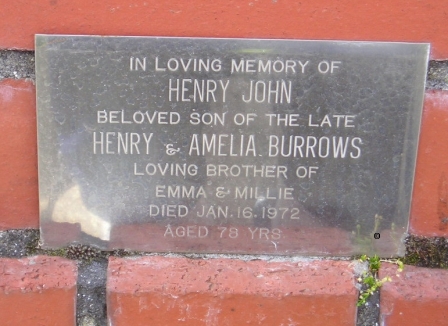 IN LOVING MEMORY OF
HENRY JOHN
BELOVED SON OF THE LATE
HENRY & AMELIA BURROWS
LOVING BROTHER OF
EMMA & MILLIE
DIED JAN. 16. 1972
AGED 78 YRS